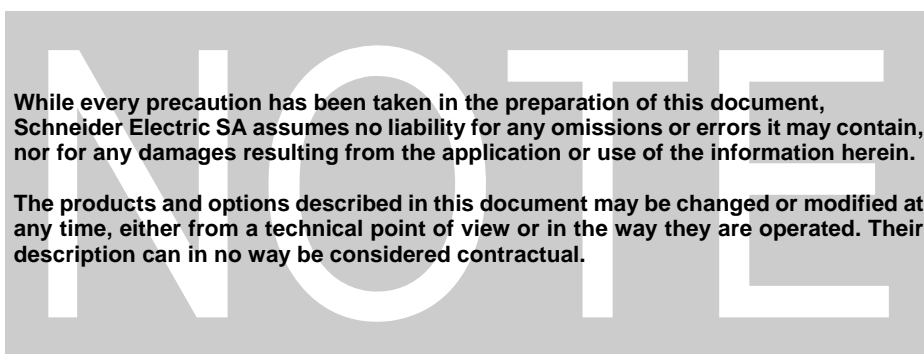 NOTE
While every precaution has been taken in the preparation of this document,
Schneider Electric SA assumes no liability for any omissions or errors it may contain,
nor for any damages resulting from the application or use of the information herein.
The products and options described in this document may be changed or modified at
any time, either from a technical point of view or in the way they are operated. Their
description can in no way be considered contractual.